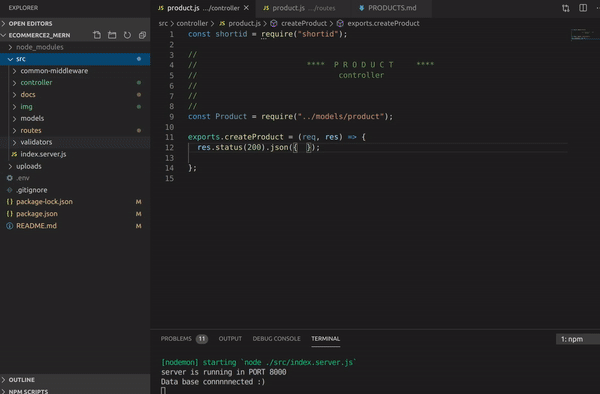 EXPLORER
OPEN EDITORS
ECOMMERCE2_MERN
node_modules
src
common-middleware
controller
docs
img
models
routes
validators
JS index.server.js
uploads
.env
.gitignore
package-lock.json M
package.json M
README.md M
OUTLINE
NPM SCRIPTS
JS product.js .../controller
JS product.js .../routes
PRODUCTS.md
src > controller > JS product.js > createProduct > exports.createProduct
1 const shortid = require("shortid");
2
3 //
4 // **** P R O D U C T ****
5 // controller
6 //
7 //
8 //
9 const Product = require("../models/product");
10
11 exports.createProduct = (req, res) => {
12 res.status(200).json({ });
13
14 };
15
PROBLEMS 11 OUTPUT DEBUG CONSOLE TERMINAL 1: npm
[nodemon] starting `node ./src/index.server.js`
server is running in PORT 8000
Data base connnnnected :)